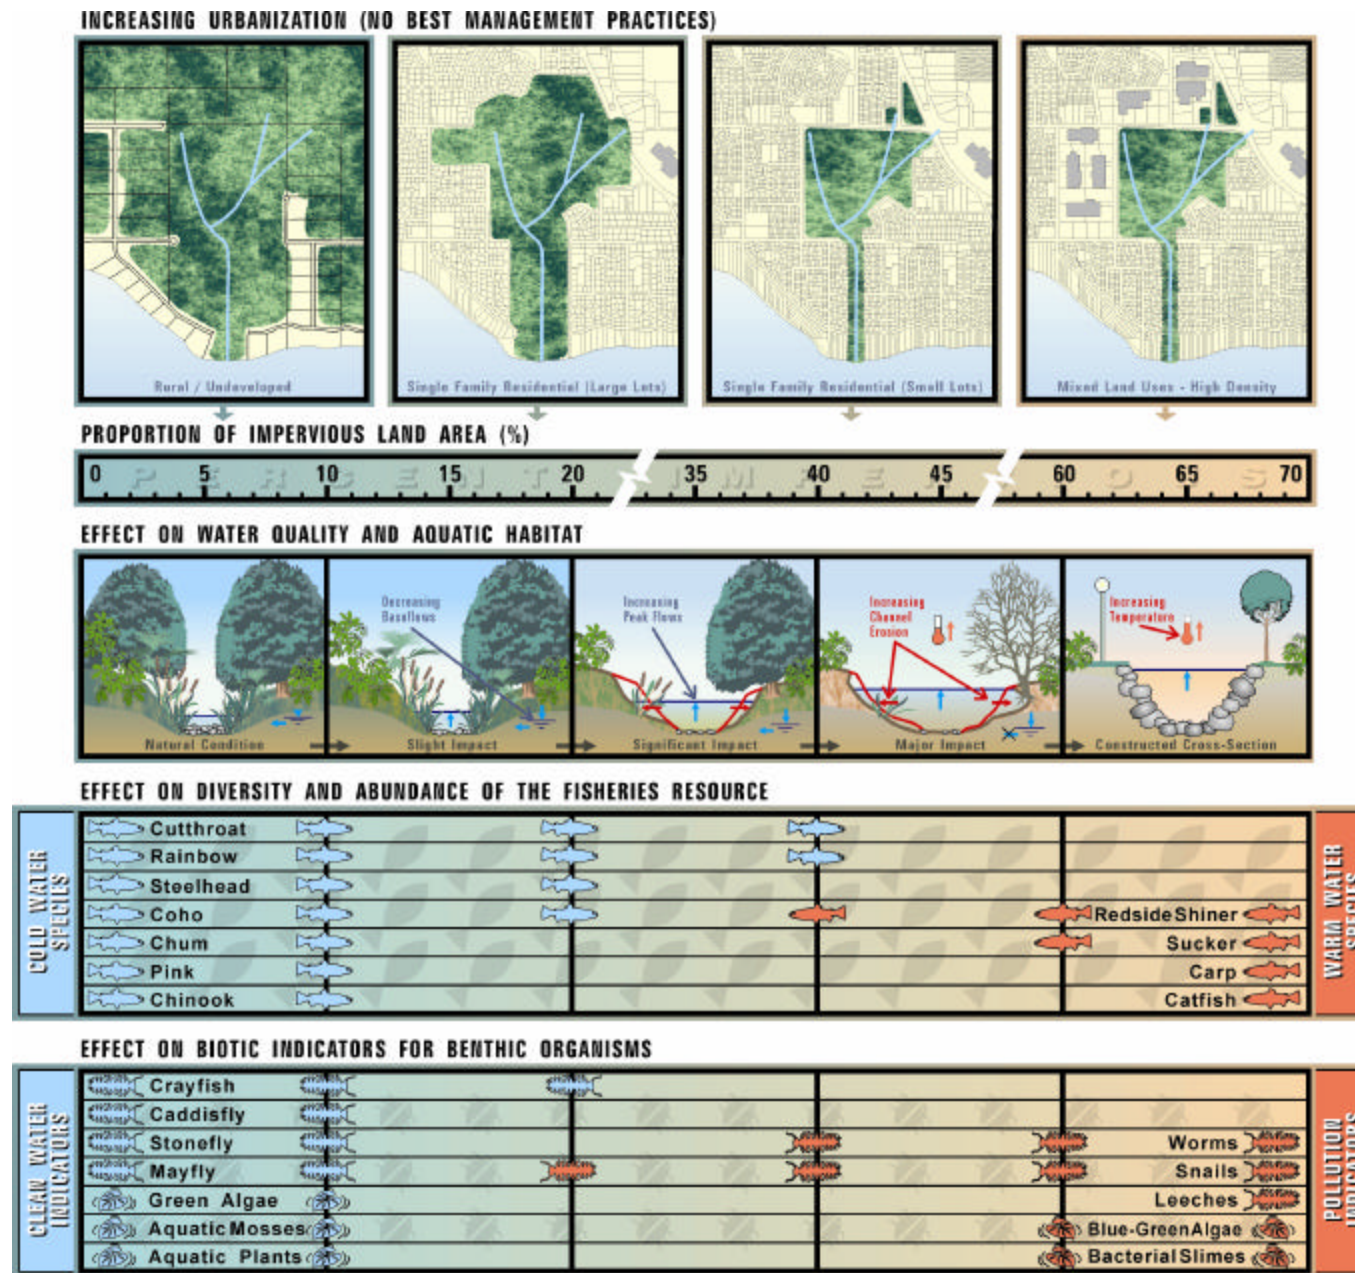 INCREASING URBANIZATION (NO BEST MANAGEMENT PRACTICES)
Rural / Undeveloped
Single Family Residential (Large Lots)
Single Family Residential (Small Lots)
Mixed Land Uses - High Density
PROPORTION OF IMPERVIOUS LAND AREA (%)
0 5 10 15 20 35 40 45 60 65 70
EFFECT ON WATER QUALITY AND AQUATIC HABITAT
Decreasing
Baseflows
Increasing
Peak Flows
Increasing
Channel
Erosion
Increasing
Temperature
Natural Condition
Slight Impact
Significant Impact
Major Impact
Constructed Cross-Section
EFFECT ON DIVERSITY AND ABUNDANCE OF THE FISHERIES RESOURCE
COLD WATER
SPECIES
Cutthroat
Rainbow
Steelhead
Coho
Chum
Pink
Chinook
Redside Shiner
Sucker
Carp
Catfish
WARM WATER
SPECIES
EFFECT ON BIOTIC INDICATORS FOR BENTHIC ORGANISMS
CLEAN WATER
INDICATORS
Crayfish
Caddisfly
Stonefly
Mayfly
Green Algae
Aquatic Mosses
Aquatic Plants
Worms
Snails
Leeches
Blue-Green Algae
Bacterial Slimes
POLLUTION
INDICATORS